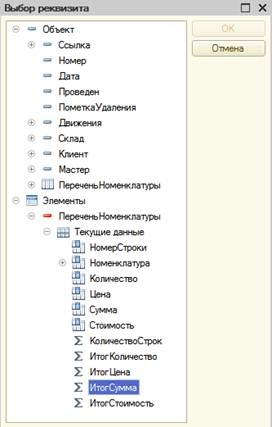 Выбор реквизита
Объект
Ссылка
Номер
Дата
Проведен
ПометкаУдаления
Движения
Склад
Клиент
Мастер
ПереченьНоменклатуры
Элементы
ПереченьНоменклатуры
Текущие данные
НомерСтроки
Номенклатура
Количество
Цена
Сумма
Стоимость
КоличествоСтрок
ИтогКоличество
ИтогЦена
ИтогСумма
ИтогСтоимость
ОК
Отмена